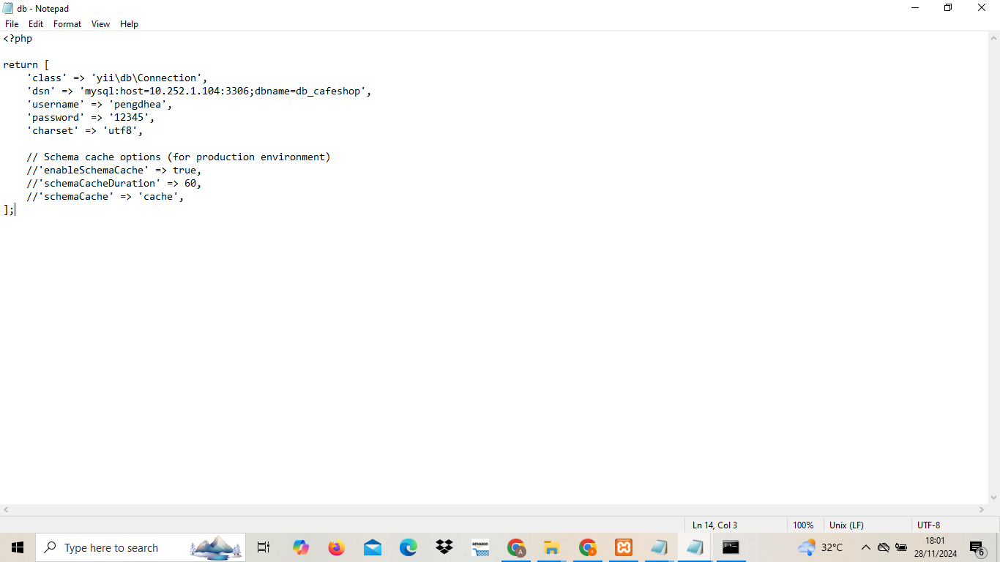 db - Notepad
File Edit Format View Help
<?php
return [
    'class' => 'yii\db\Connection',
    'dsn' => 'mysql:host=10.252.1.104:3306;dbname=db_cafeshop',
    'username' => 'pengdhea',
    'password' => '12345',
    'charset' => 'utf8',
    // Schema cache options (for production environment)
    //'enableSchemaCache' => true,
    //'schemaCacheDuration' => 60,
    //'schemaCache' => 'cache',
];
Ln 14, Col 3 100% Unix (LF) UTF-8
Type here to search
amazon
A
32°C
18:01
28/11/2024
6